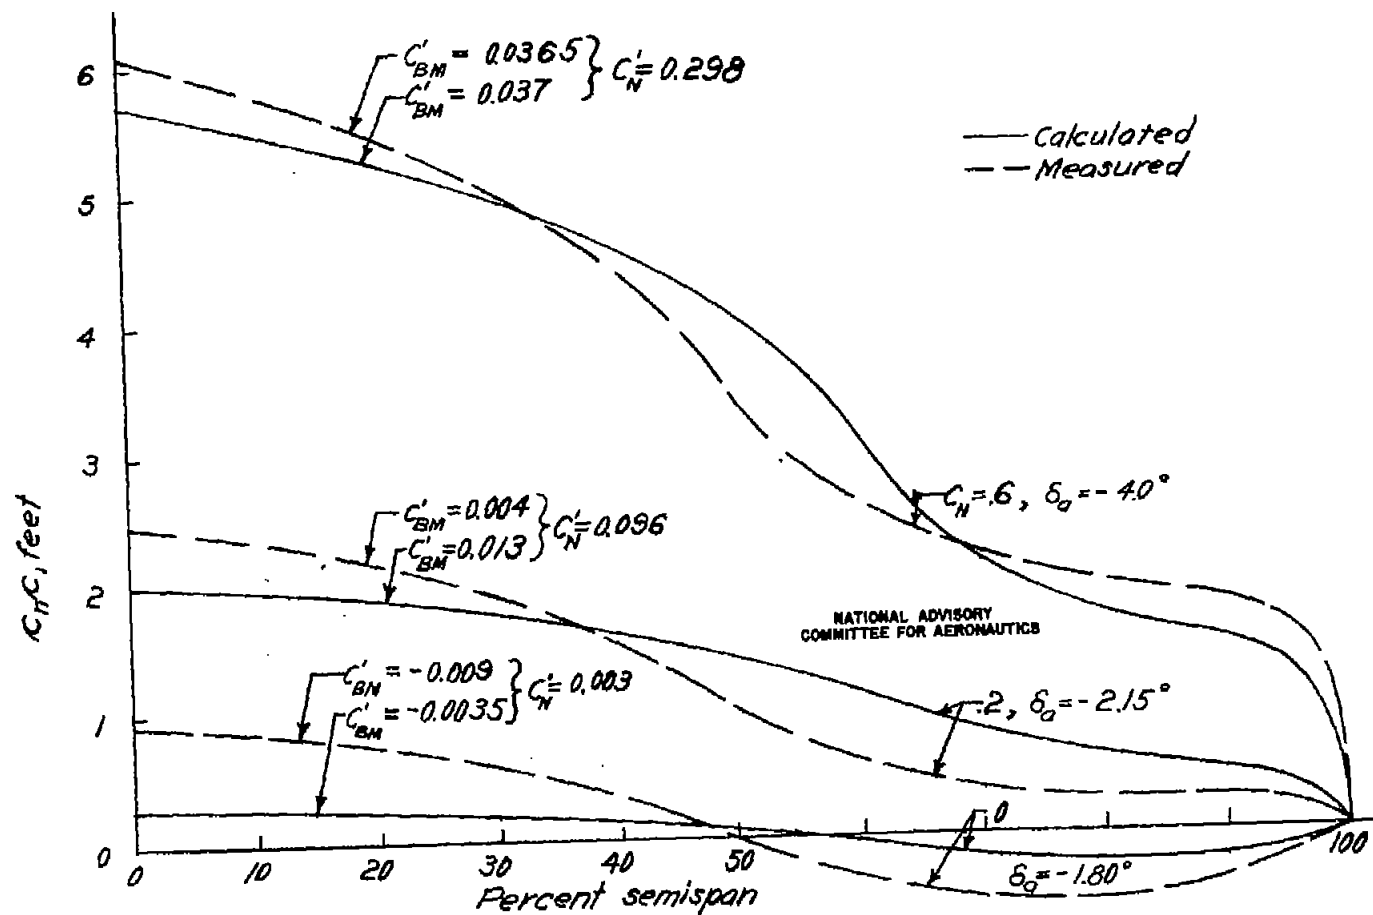 6
5
4
3
2
1
0
C'BM = 0.0365
C'BM = 0.037
} C'N = 0.298
Calculated
Measured
C'BM = 0.004
C'BM = 0.013
} C'N = 0.096
CN = .6, δa = -4.0°
NATIONAL ADVISORY
COMMITTEE FOR AERONAUTICS
C'BM = -0.009
C'BM = -0.0035
} C'N = 0.003
.2, δa = -2.15°
0
δa = -1.80°
cnc, feet
0 10 20 30 40 50 100
Percent semispan